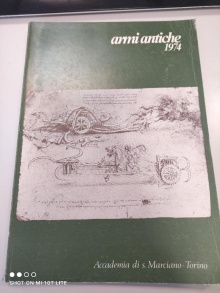 armi antiche
1974
Accademia di s. Marciano - Torino
SHOT ON MI 10T LITE